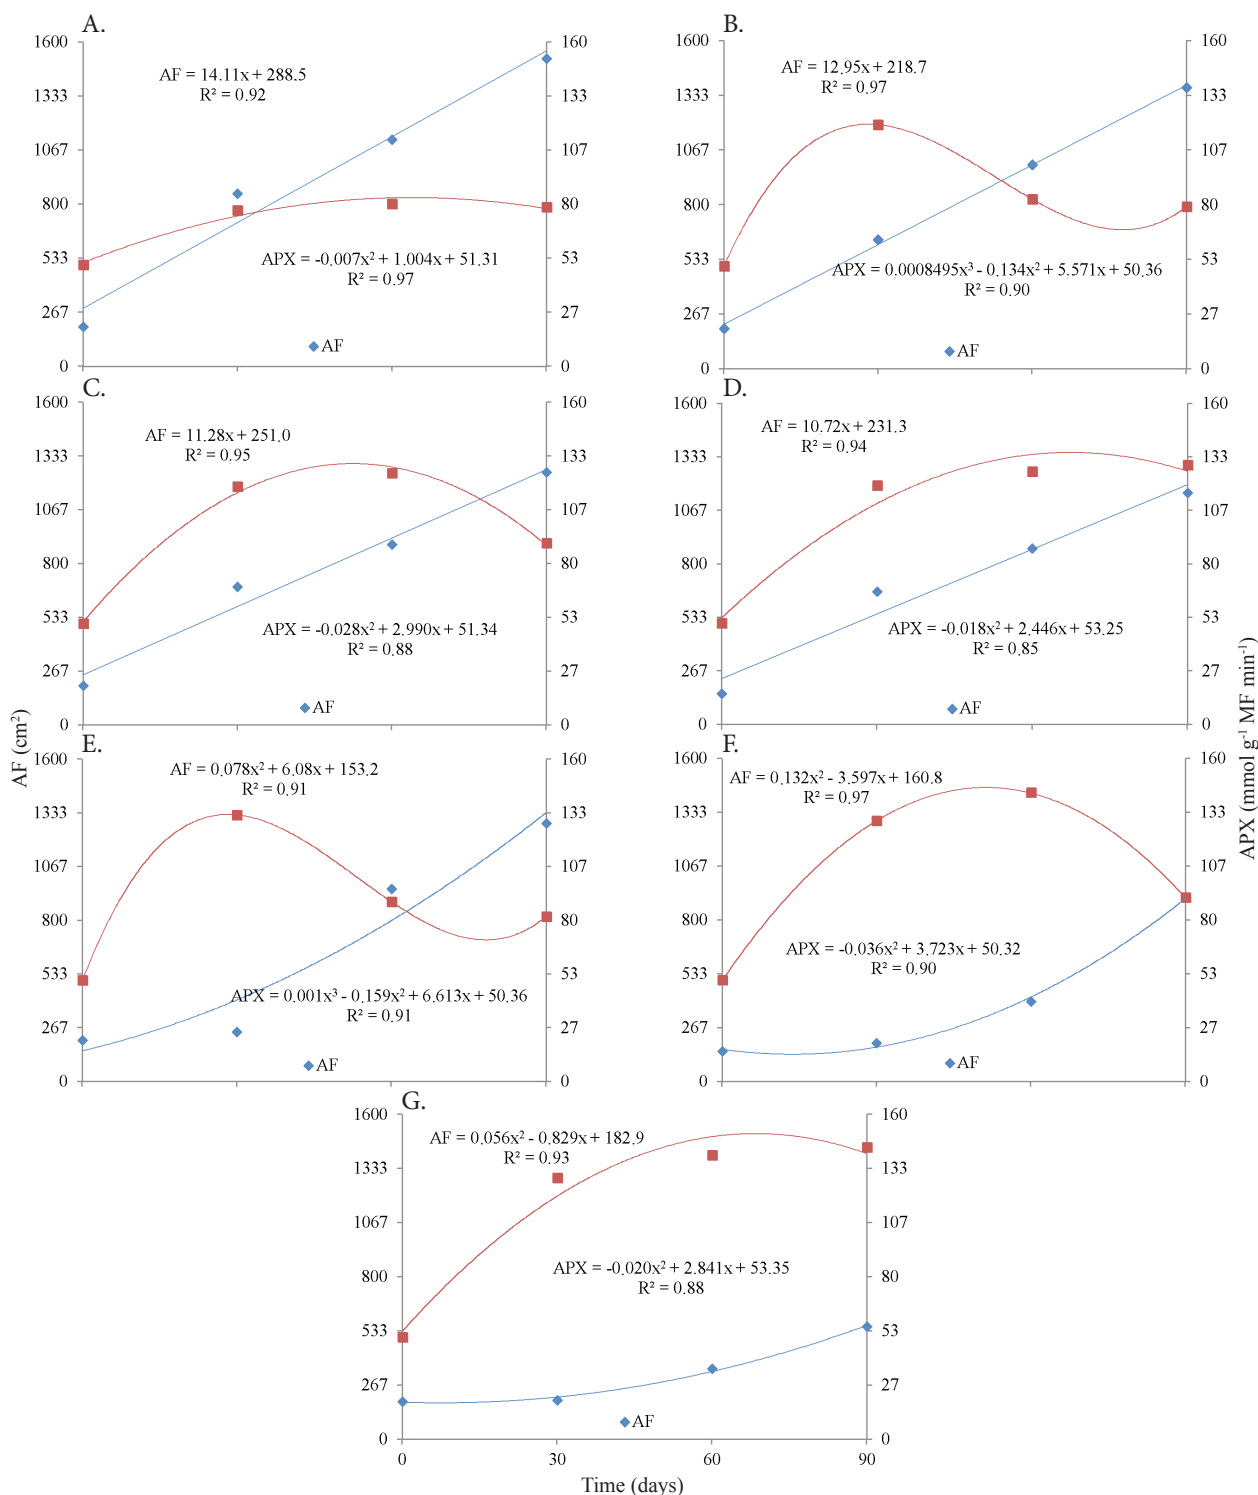 A.
1600
1333
1067
800
533
267
0
160
133
107
80
53
27
0
AF = 14.11x + 288.5
R² = 0.92
APX = -0.007x² + 1.004x + 51.31
R² = 0.97
AF
B.
1600
1333
1067
800
533
267
0
160
133
107
80
53
27
0
AF = 12.95x + 218.7
R² = 0.97
APX = 0.0008495x³ - 0.134x² + 5.571x + 50.36
R² = 0.90
AF
C.
1600
1333
1067
800
533
267
0
160
133
107
80
53
27
0
AF = 11.28x + 251.0
R² = 0.95
APX = -0.028x² + 2.990x + 51.34
R² = 0.88
AF
D.
1600
1333
1067
800
533
267
0
160
133
107
80
53
27
0
AF = 10.72x + 231.3
R² = 0.94
APX = -0.018x² + 2.446x + 53.25
R² = 0.85
AF
AF (cm²)
APX (mmol g⁻¹ MF min⁻¹)
E.
1600
1333
1067
800
533
267
0
160
133
107
80
53
27
0
AF = 0.078x² + 6.08x + 153.2
R² = 0.91
APX = 0.001x³ - 0.159x² + 6.613x + 50.36
R² = 0.91
AF
F.
1600
1333
1067
800
533
267
0
160
133
107
80
53
27
0
AF = 0.132x² - 3.597x + 160.8
R² = 0.97
APX = -0.036x² + 3.723x + 50.32
R² = 0.90
AF
G.
1600
1333
1067
800
533
267
0
160
133
107
80
53
27
0
AF = 0.056x² - 0.829x + 182.9
R² = 0.93
APX = -0.020x² + 2.841x + 53.35
R² = 0.88
AF
0 30 60 90
Time (days)